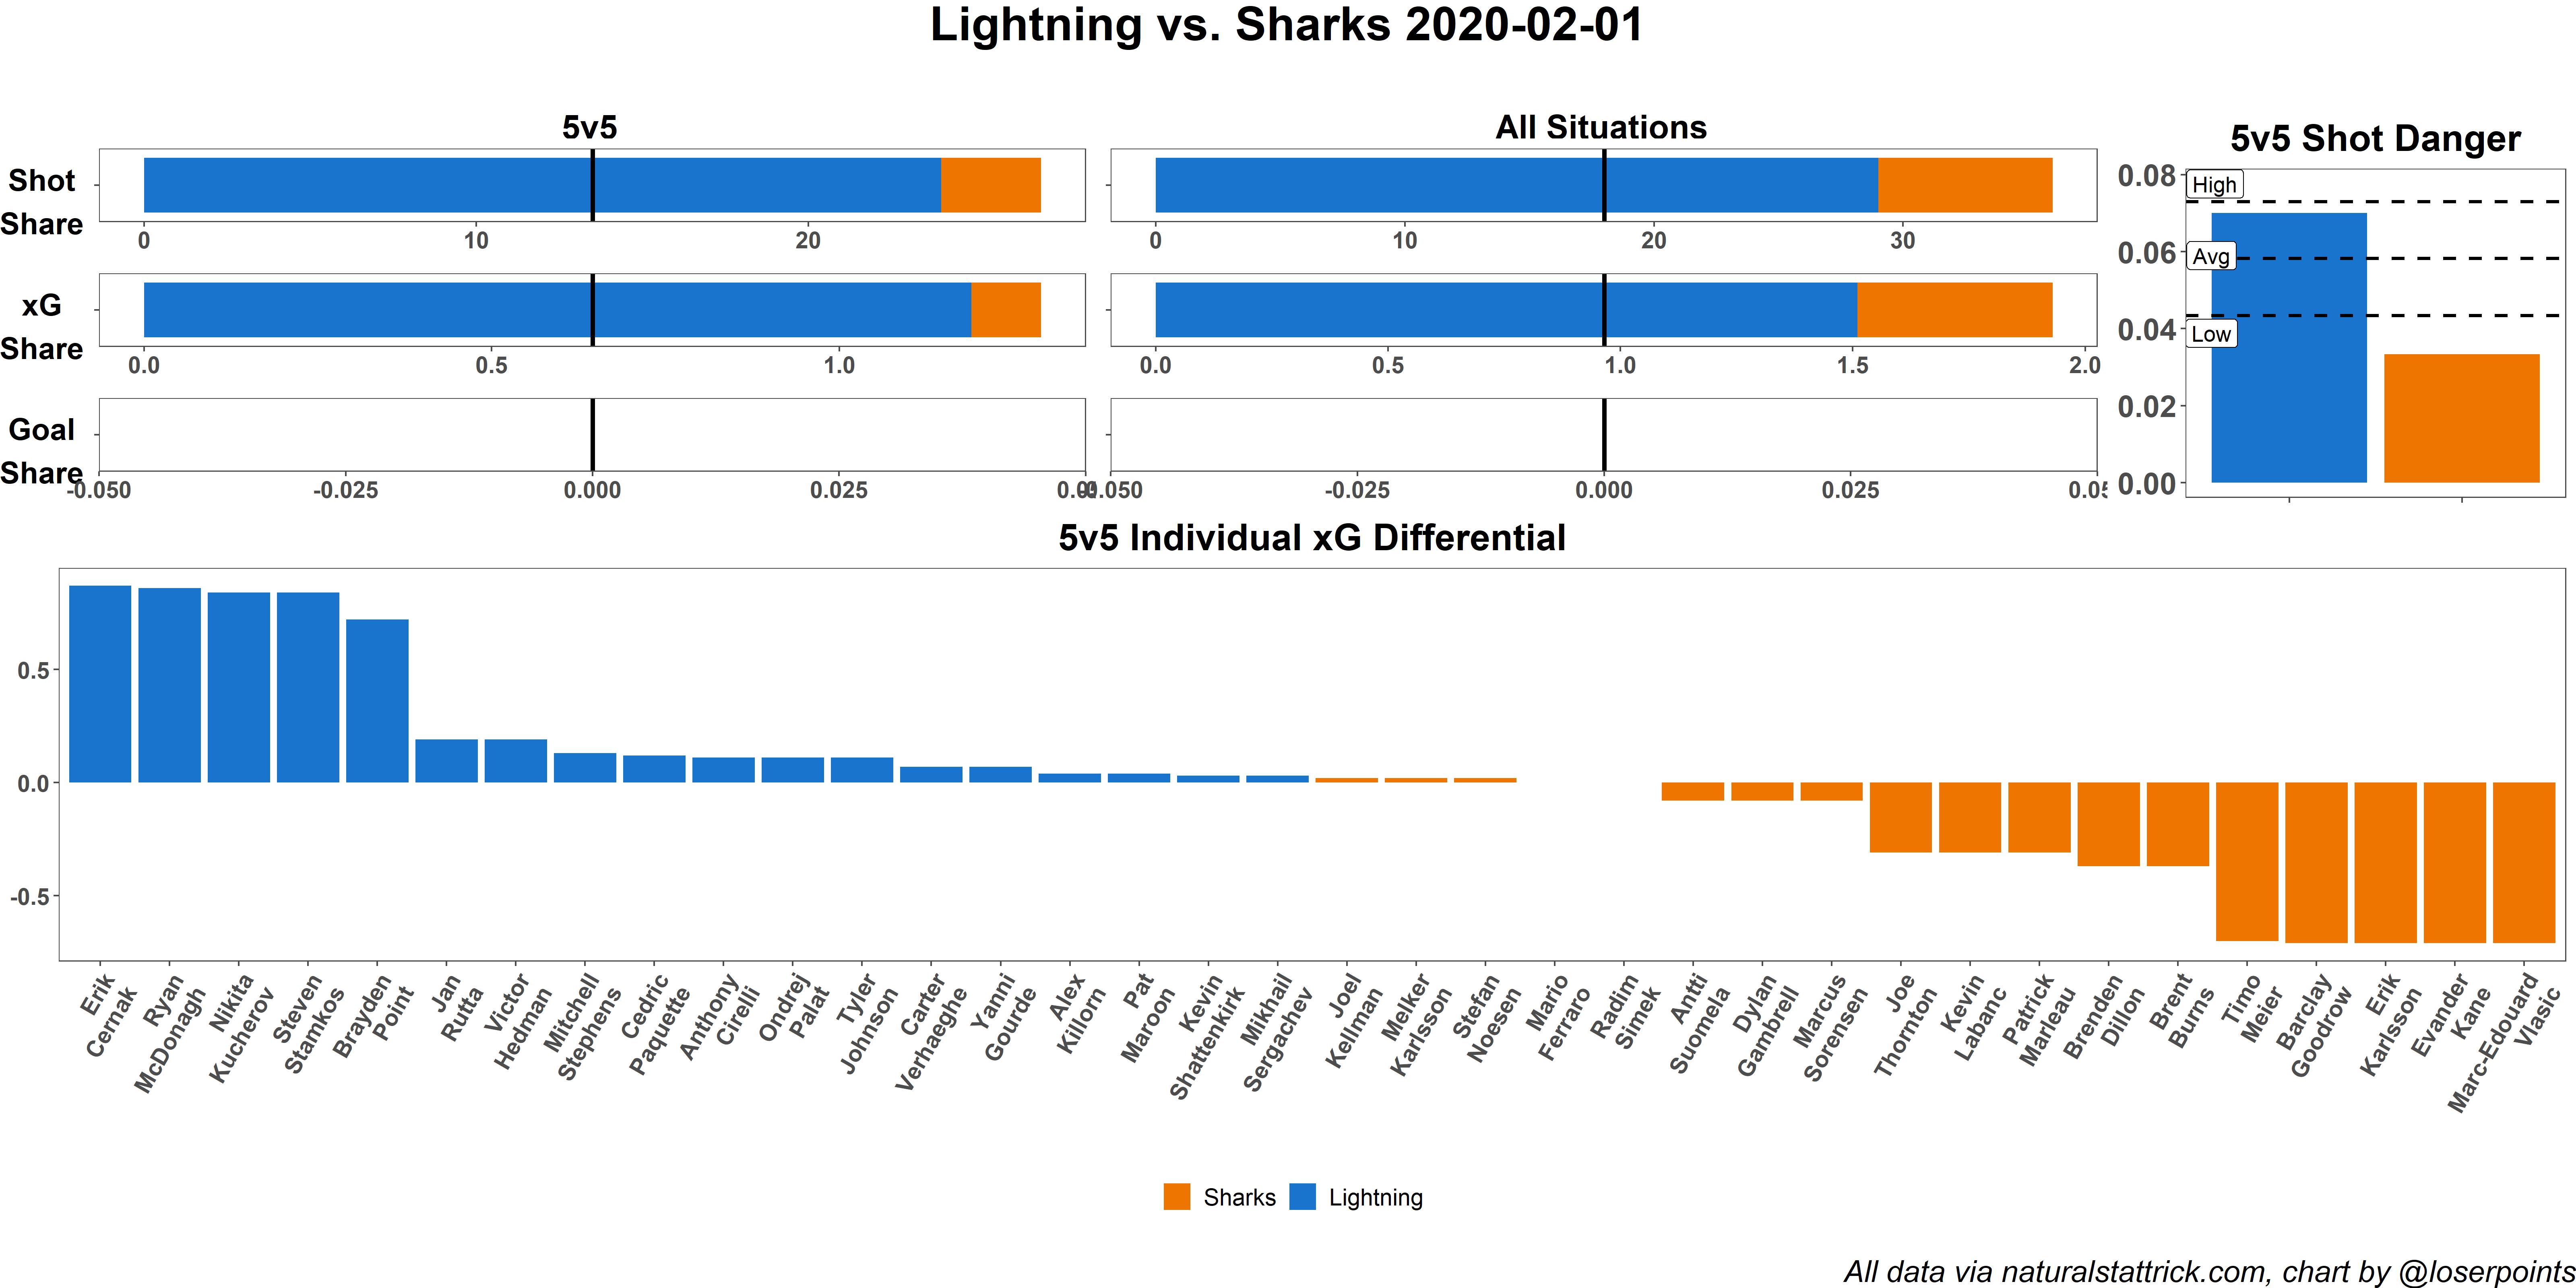 Lightning vs. Sharks 2020-02-01
5v5
All Situations
5v5 Shot Danger
Shot
Share
0
10
20
0
10
20
30
xG
Share
0.0
0.5
1.0
0.0
0.5
1.0
1.5
2.0
Goal
Share
-0.050
-0.025
0.000
0.025
-0.025
0.000
0.025
0.08
0.06
0.04
0.02
0.00
High
Avg
Low
5v5 Individual xG Differential
0.5
0.0
-0.5
Erik
Cernak
Ryan
McDonagh
Nikita
Kucherov
Steven
Stamkos
Brayden
Point
Jan
Rutta
Victor
Hedman
Mitchell
Stephens
Cedric
Paquette
Anthony
Cirelli
Ondrej
Palat
Tyler
Johnson
Carter
Verhaeghe
Yanni
Gourde
Alex
Killorn
Pat
Maroon
Kevin
Shattenkirk
Mikhail
Sergachev
Joel
Kellman
Melker
Karlsson
Stefan
Noesen
Mario
Ferraro
Radim
Simek
Antti
Suomela
Dylan
Gambrell
Marcus
Sorensen
Joe
Thornton
Kevin
Labanc
Patrick
Marleau
Brenden
Dillon
Brent
Burns
Timo
Meier
Barclay
Goodrow
Erik
Karlsson
Evander
Kane
Marc-Edouard
Vlasic
Sharks
Lightning
All data via naturalstattrick.com, chart by @loserpoints